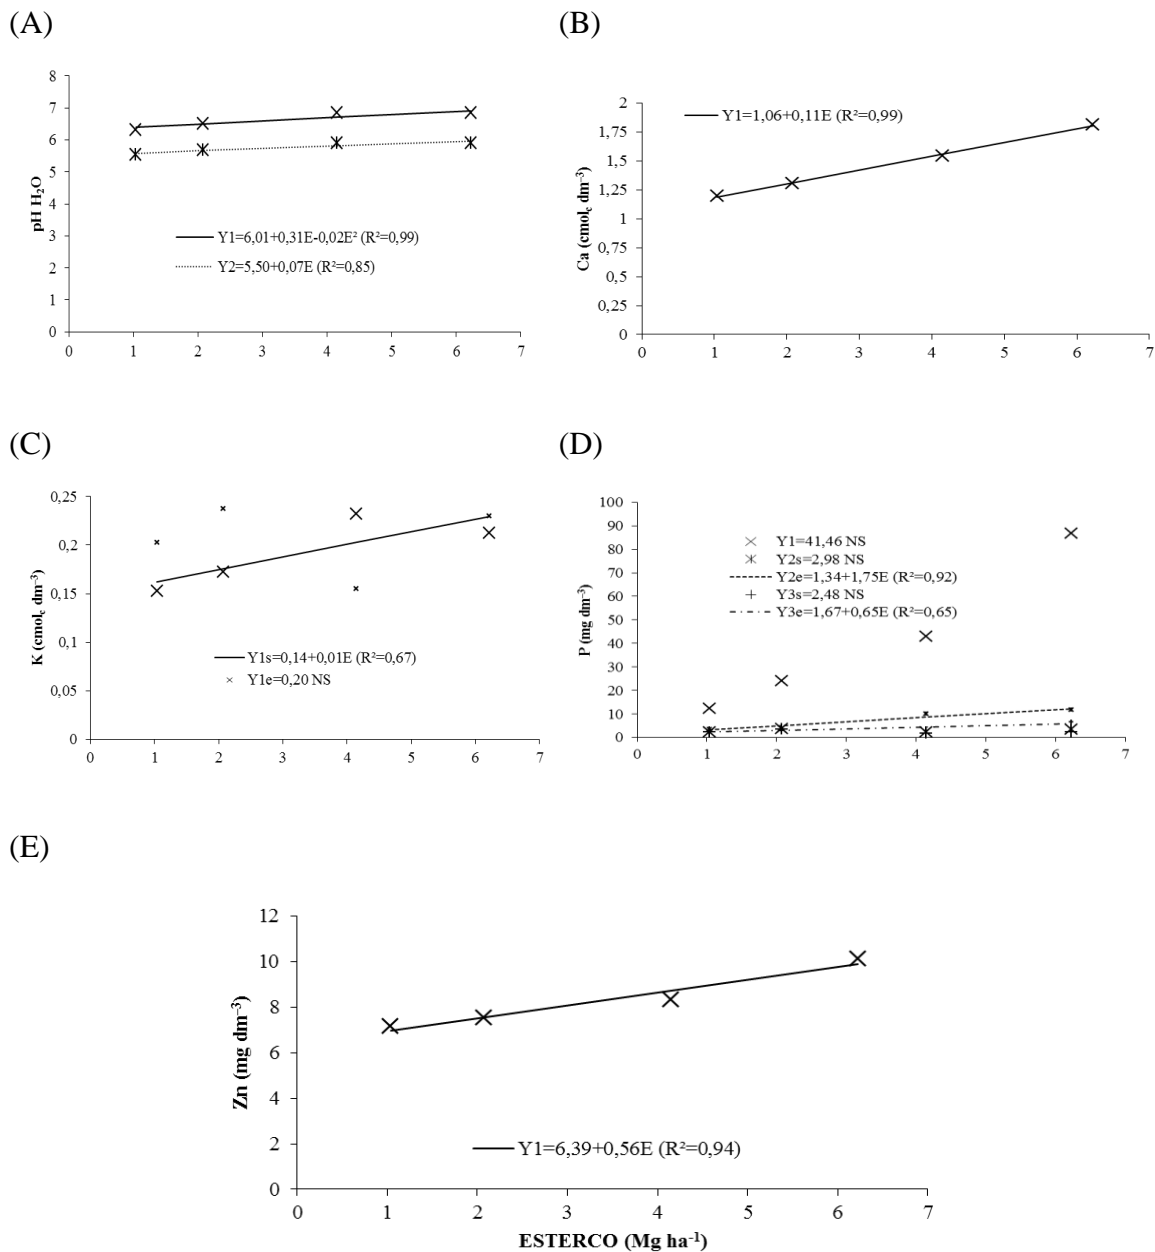 (A)
(B)
8
7
6
5
4
3
2
1
0
0 1 2 3 4 5 6 7
pH H₂O
Y1=6,01+0,31E-0,02E² (R²=0,99)
Y2=5,50+0,07E (R²=0,85)
2
1,75
1,5
1,25
1
0,75
0,5
0,25
0
0 1 2 3 4 5 6 7
Ca (cmolc dm⁻³)
Y1=1,06+0,11E (R²=0,99)
(C)
(D)
0,25
0,2
0,15
0,1
0,05
0
0 1 2 3 4 5 6 7
K (cmolc dm⁻³)
Y1s=0,14+0,01E (R²=0,67)
Y1e=0,20 NS
100
90
80
70
60
50
40
30
20
10
0
0 1 2 3 4 5 6 7
P (mg dm⁻³)
Y1=41,46 NS
Y2s=2,98 NS
Y2e=1,34+1,75E (R²=0,92)
Y3s=2,48 NS
Y3e=1,67+0,65E (R²=0,65)
(E)
12
10
8
6
4
2
0
0 1 2 3 4 5 6 7
Zn (mg dm⁻³)
Y1=6,39+0,56E (R²=0,94)
ESTERCO (Mg ha⁻¹)